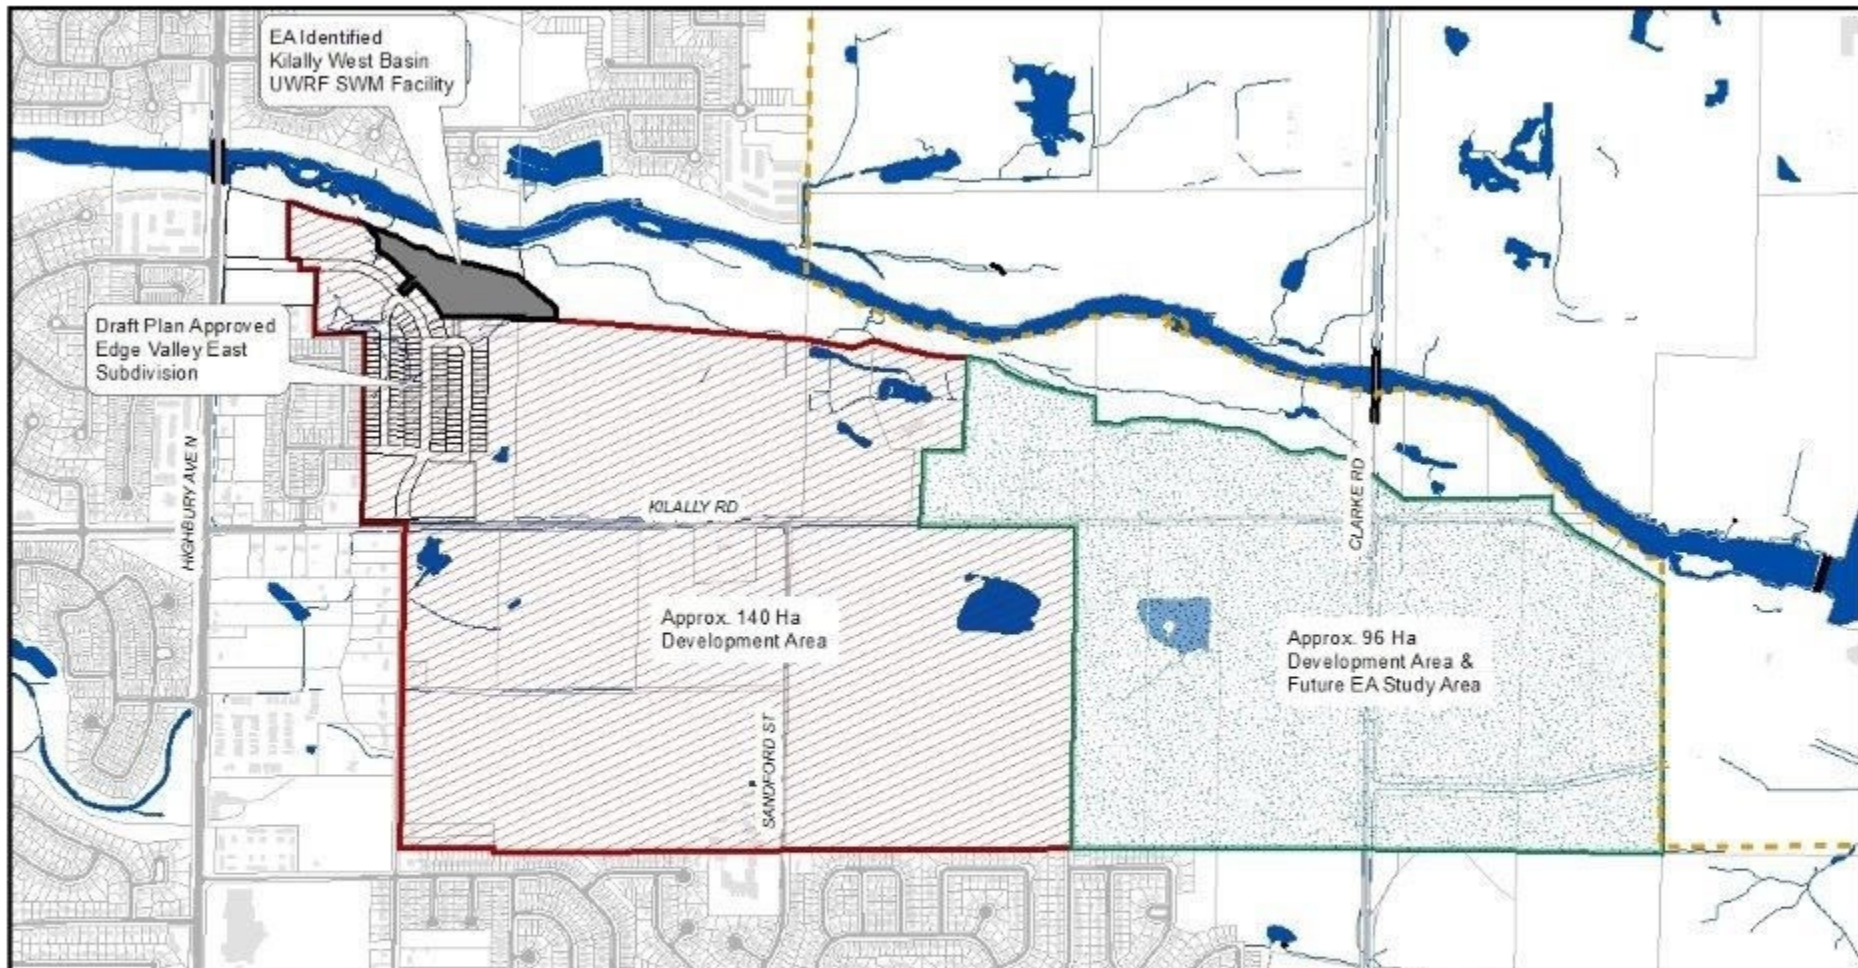 EA Identified
Kilally West Basin
UWRF SWM Facility
Draft Plan Approved
Edge Valley East
Subdivision
HIGHBURY AVE N
KILALLY RD
CLARKE RD
Approx. 140 Ha
Development Area
Approx. 96 Ha
Development Area &
Future EA Study Area
SANDFORD ST